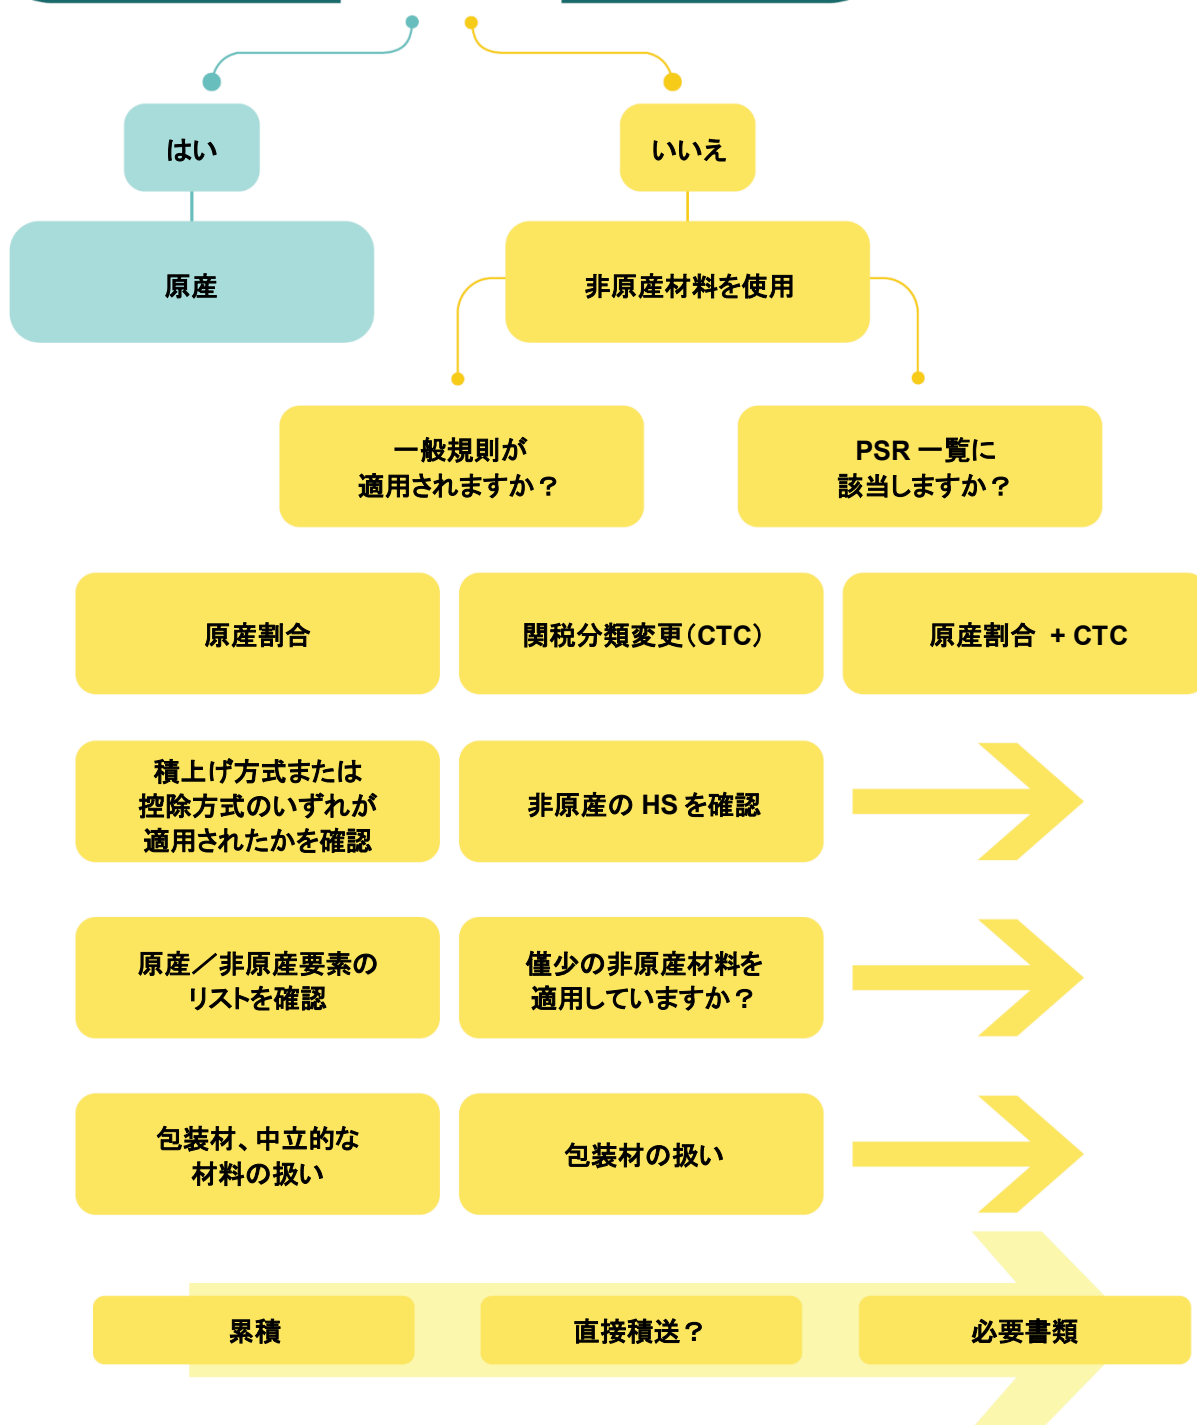 はい
いいえ
原産
非原産材料を使用
一般規則が
適用されますか？
PSR 一覧に
該当しますか？
原産割合
関税分類変更（CTC）
原産割合 + CTC
積上げ方式または
控除方式のいずれが
適用されたかを確認
非原産の HS を確認
原産／非原産要素の
リストを確認
僅少の非原産材料を
適用していますか？
包装材、中立的な
材料の扱い
包装材の扱い
累積
直接積送？
必要書類